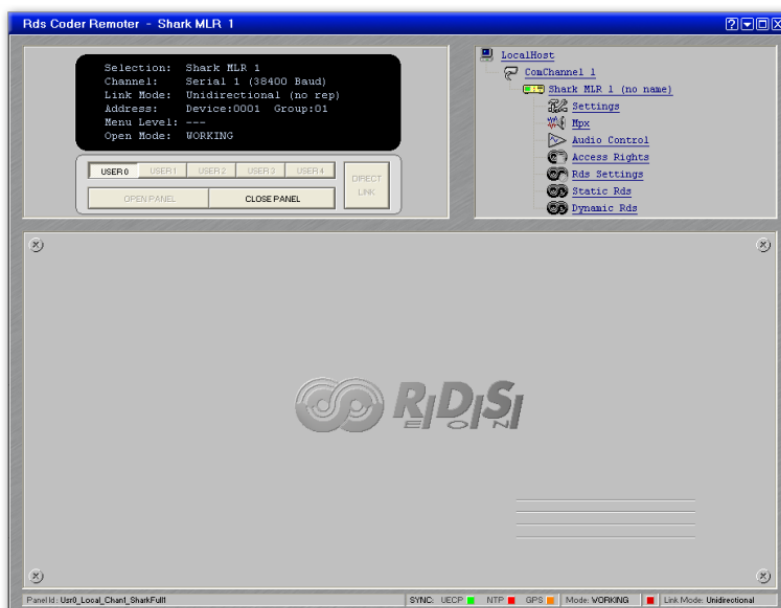 Rds Coder Remoter - Shark MLR 1
Selection: Shark MLR 1
Channel: Serial 1 (38400 Baud)
Link Mode: Unidirectional (no rep)
Address: Device:0001 Group:01
Menu Level: ---
Open Mode: WORKING
USER 0 USER 1 USER 2 USER 3 USER 4
DIRECT LINK
OPEN PANEL CLOSE PANEL
LocalHost
ComChannel 1
Shark MLR 1 (no name)
Settings
Mpx
Audio Control
Access Rights
Rds Settings
Static Rds
Dynamic Rds
RDS
EON
Panel Id: Usr0_Local_Chan1_SharkFull1 SYNC: UECP NTP GPS Mode: WORKING Link Mode: Unidirectional